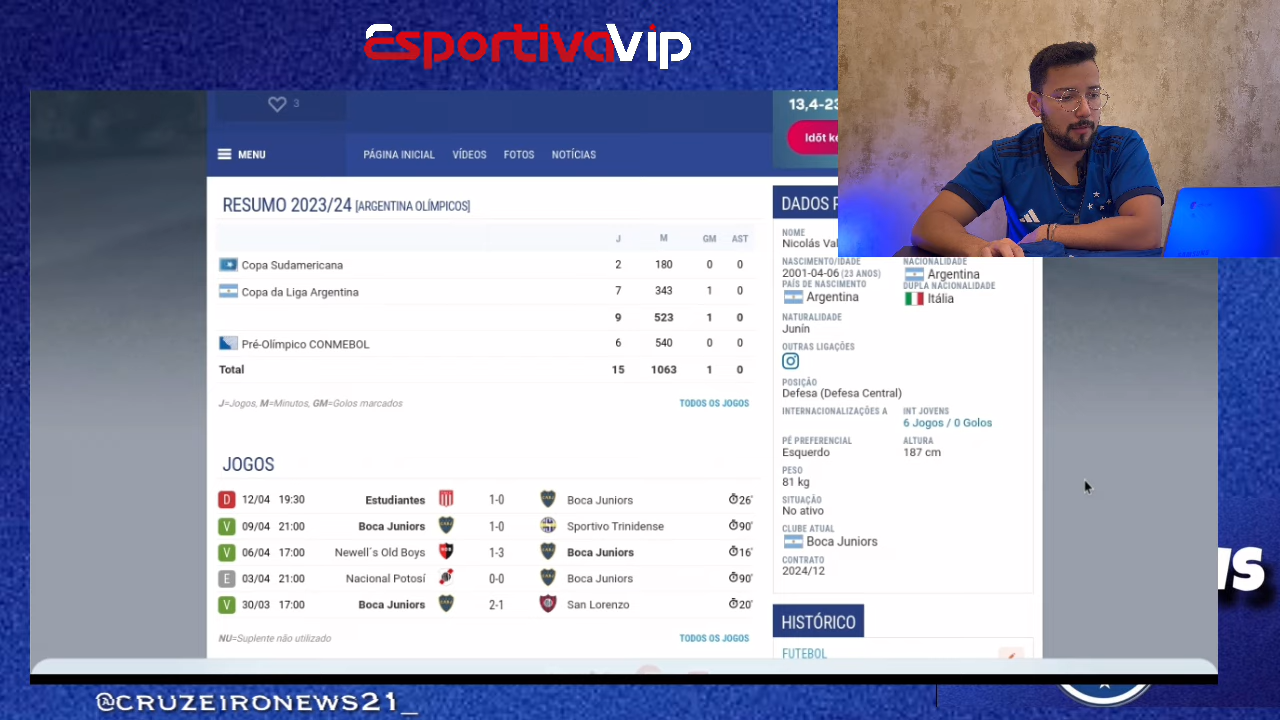 EsportivaVip
3
13,4-23
Időt ké
MENU PÁGINA INICIAL VÍDEOS FOTOS NOTÍCIAS
RESUMO 2023/24 [ARGENTINA OLÍMPICOS]
J M GM AST
Copa Sudamericana 2 180 0 0
Copa da Liga Argentina 7 343 1 0
9 523 1 0
Pré-Olímpico CONMEBOL 6 540 0 0
Total 15 1063 1 0
J=Jogos, M=Minutos, GM=Golos marcados
TODOS OS JOGOS
JOGOS
D 12/04 19:30 Estudiantes 1-0 Boca Juniors 26'
V 09/04 21:00 Boca Juniors 1-0 Sportivo Trinidense 90'
V 06/04 17:00 Newell´s Old Boys 1-3 Boca Juniors 16'
E 03/04 21:00 Nacional Potosí 0-0 Boca Juniors 90'
V 30/03 17:00 Boca Juniors 2-1 San Lorenzo 20'
NU=Suplente não utilizado
TODOS OS JOGOS
DADOS P
NOME
Nicolás Val
NASCIMENTO/IDADE
2001-04-06 (23 ANOS)
NACIONALIDADE
Argentina
PAÍS DE NASCIMENTO
Argentina
DUPLA NACIONALIDADE
Itália
NATURALIDADE
Junín
OUTRAS LIGAÇÕES
POSIÇÃO
Defesa (Defesa Central)
INTERNACIONALIZAÇÕES A
INT JOVENS
6 Jogos / 0 Golos
PÉ PREFERENCIAL
Esquerdo
ALTURA
187 cm
PESO
81 kg
SITUAÇÃO
No ativo
CLUBE ATUAL
Boca Juniors
CONTRATO
2024/12
HISTÓRICO
FUTEBOL
WS
@CRUZEIRONEWS21_